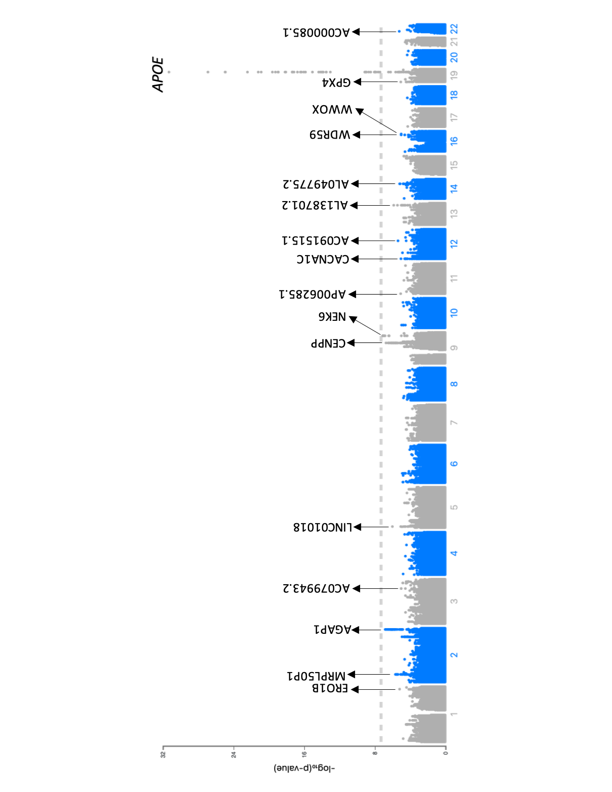 APOE
ERO1B
MRPL50P1
AGAP1
AC079943.2
LINC01018
CENPP
NEK6
AP006285.1
CACNA1C
AC091515.1
AL138701.2
AL049775.2
WDR59
WWOX
GPX4
AC000085.1
-log₁₀(p-value)
32
24
16
8
0
1
2
3
4
5
6
7
8
9
10
11
12
13
14
15
16
17
18
19
20
21
22